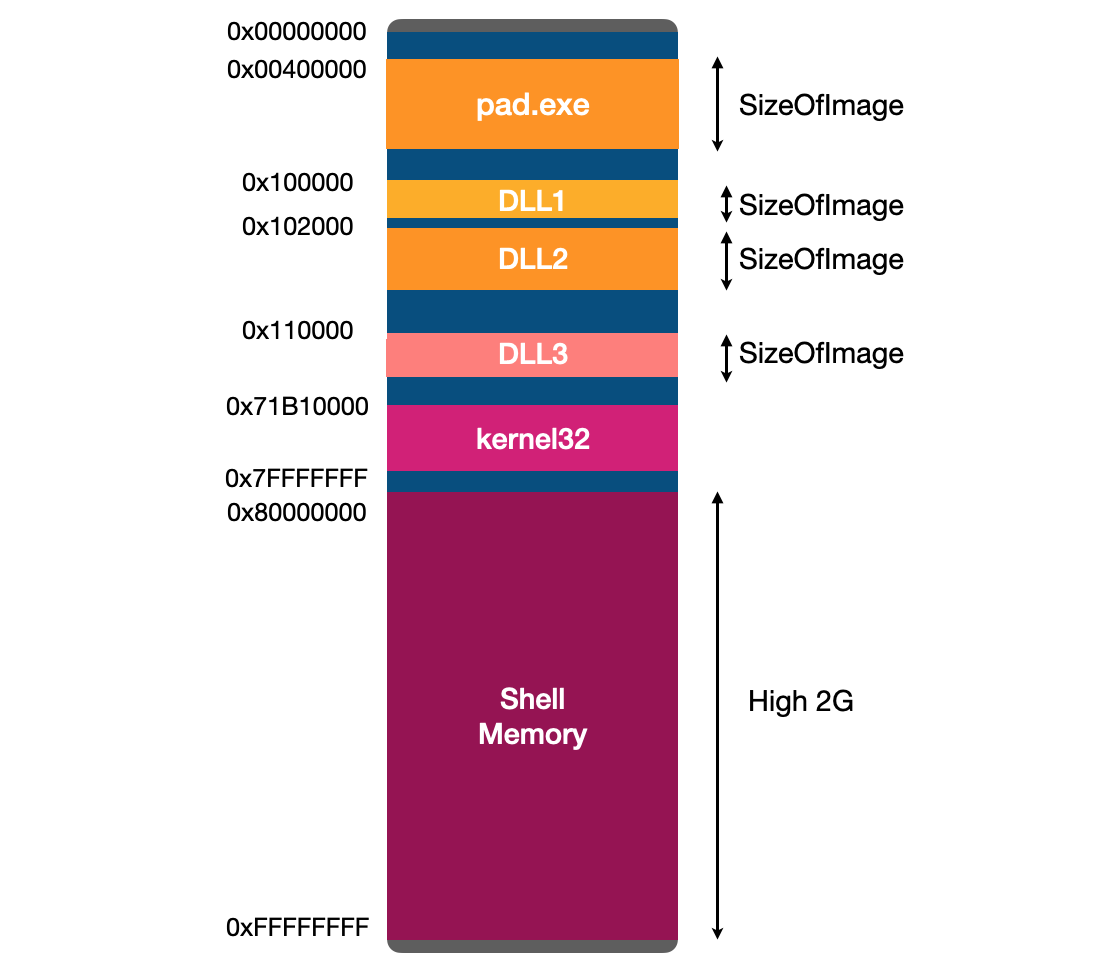 0x00000000
0x00400000
pad.exe
SizeOfImage
0x100000
DLL1
SizeOfImage
0x102000
DLL2
SizeOfImage
0x110000
DLL3
SizeOfImage
0x71B10000
kernel32
0x7FFFFFFF
0x80000000
Shell
Memory
High 2G
0xFFFFFFFF